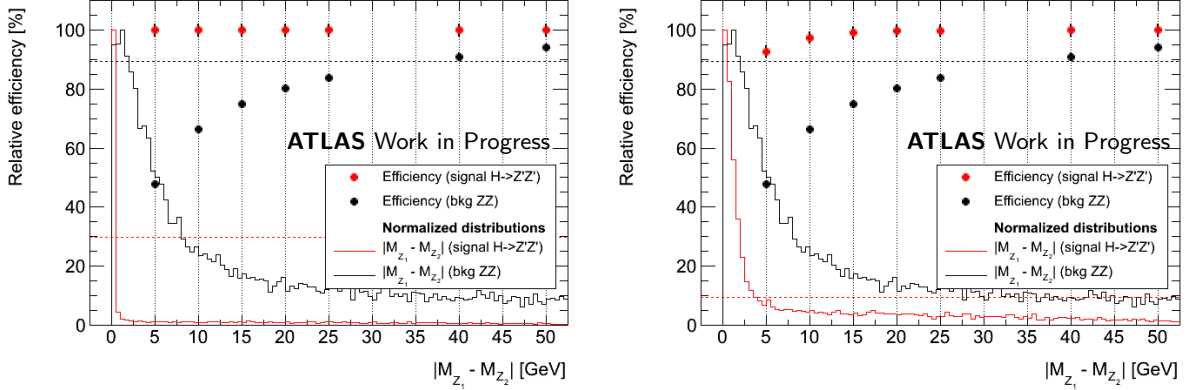 Relative efficiency [%]
100
80
60
40
20
0
ATLAS Work in Progress
Efficiency (signal H->Z'Z')
Efficiency (bkg ZZ)
Normalized distributions
|M_Z₁ - M_Z₂| (signal H->Z'Z')
|M_Z₁ - M_Z₂| (bkg ZZ)
0 5 10 15 20 25 30 35 40 45 50
|M_Z₁ - M_Z₂| [GeV]
Relative efficiency [%]
100
80
60
40
20
0
ATLAS Work in Progress
Efficiency (signal H->Z'Z')
Efficiency (bkg ZZ)
Normalized distributions
|M_Z₁ - M_Z₂| (signal H->Z'Z')
|M_Z₁ - M_Z₂| (bkg ZZ)
0 5 10 15 20 25 30 35 40 45 50
|M_Z₁ - M_Z₂| [GeV]